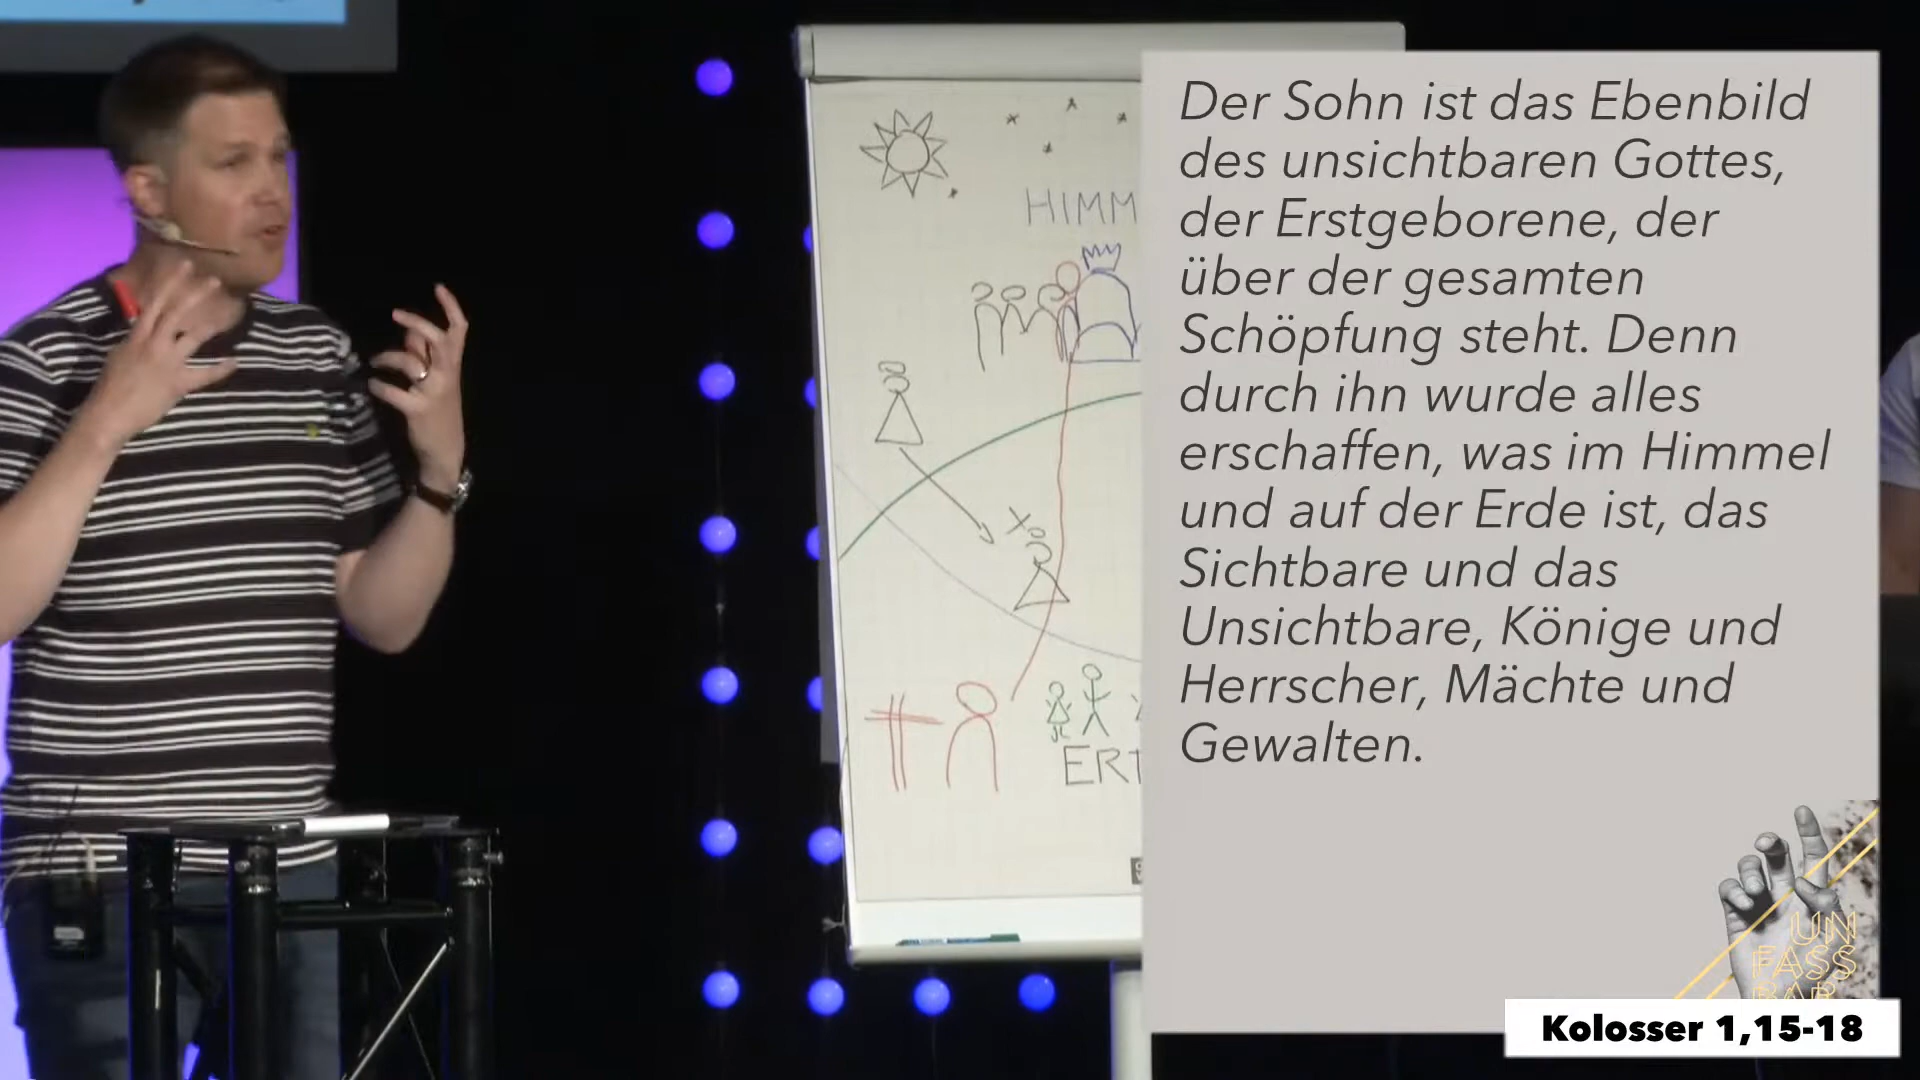 HIMM
ERT
Der Sohn ist das Ebenbild
des unsichtbaren Gottes,
der Erstgeborene, der
über der gesamten
Schöpfung steht. Denn
durch ihn wurde alles
erschaffen, was im Himmel
und auf der Erde ist, das
Sichtbare und das
Unsichtbare, Könige und
Herrscher, Mächte und
Gewalten.
UN
FASS
BAR
Kolosser 1,15-18